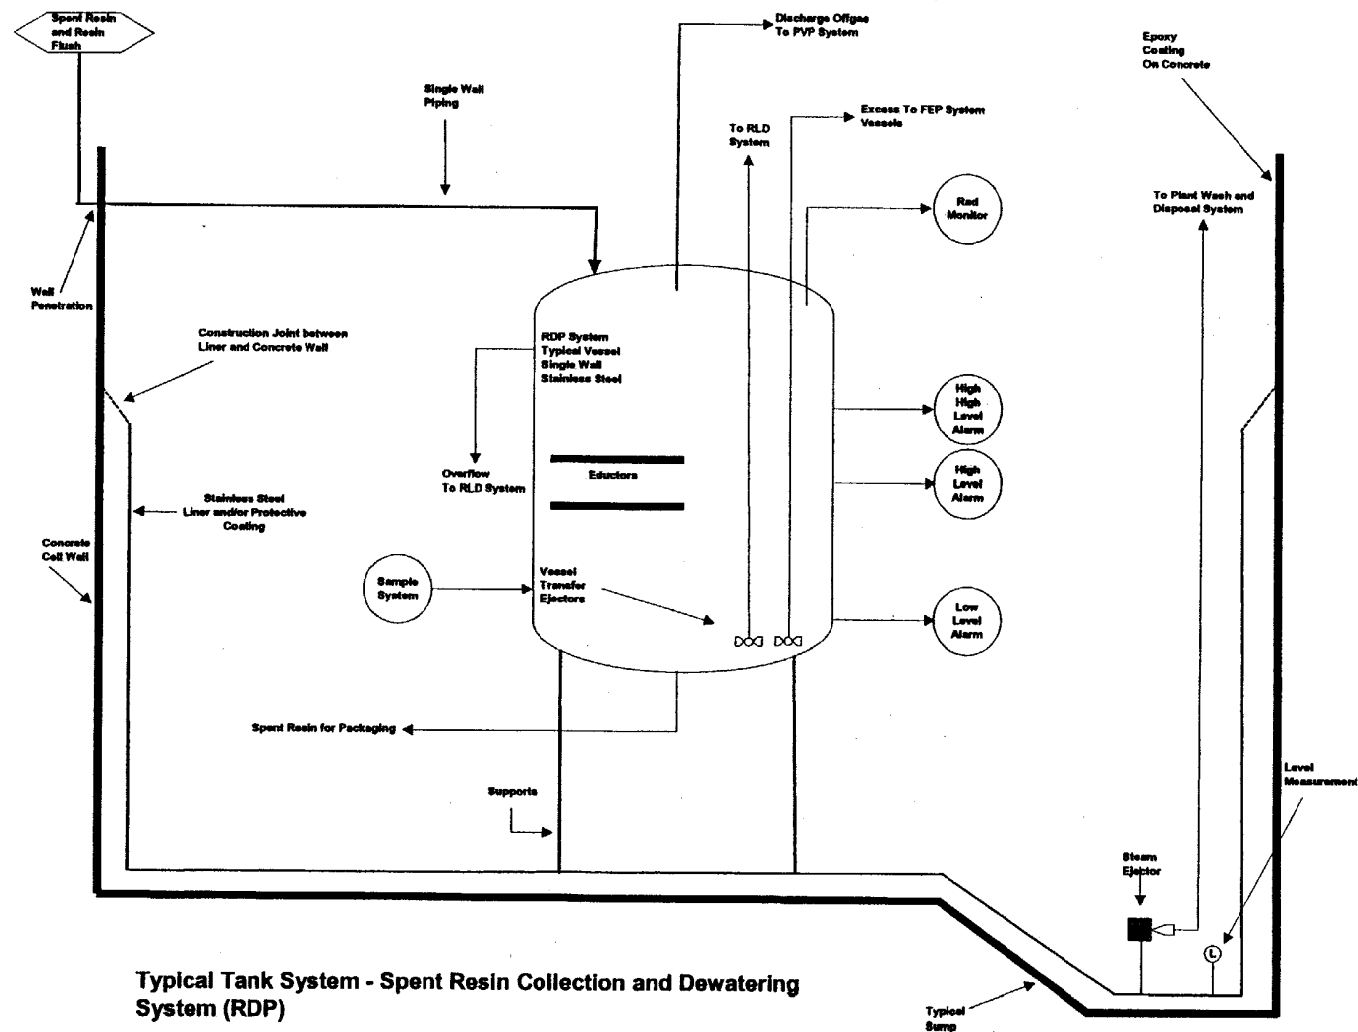 Spent Resin
and Resin
Flush
Discharge Offgas
To PVP System
Epoxy
Coating
On Concrete
Single Wall
Piping
Excess To FEP System
Vessels
To RLD
System
To Plant Wash and
Disposal System
Rad
Monitor
Wall
Penetration
Construction Joint between
Liner and Concrete Wall
RDP System
Typical Vessel
Single Wall
Stainless Steel
High
High
Level
Alarm
Overflow
To RLD System
Eductors
High
Level
Alarm
Stainless Steel
Liner and/or Protective
Coating
Concrete
Cell Wall
Sample
System
Vessel
Transfer
Ejectors
Low
Level
Alarm
Spent Resin for Packaging
Level
Measurement
Supports
Steam
Ejector
L
Typical Tank System - Spent Resin Collection and Dewatering
System (RDP)
Typical
Sump